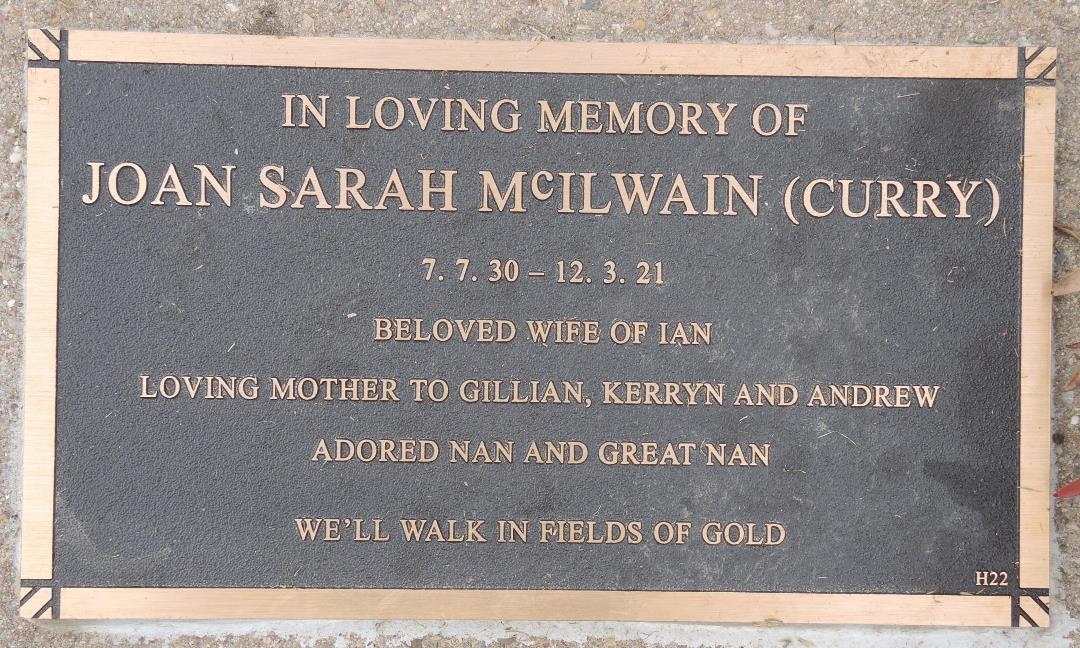 IN LOVING MEMORY OF
JOAN SARAH McILWAIN (CURRY)
7. 7. 30 – 12. 3. 21
BELOVED WIFE OF IAN
LOVING MOTHER TO GILLIAN, KERRYN AND ANDREW
ADORED NAN AND GREAT NAN
WE'LL WALK IN FIELDS OF GOLD
H22